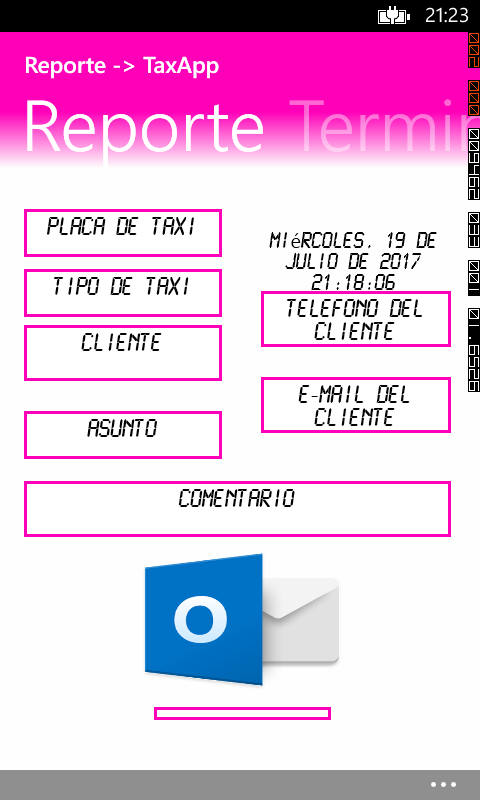 21:23
Reporte -> TaxApp
Reporte Termin
PLACA DE TAXI
MIéRCOLES, 19 DE
JULIO DE 2017
21:18:06
TIPO DE TAXI
TELEFONO DEL
CLIENTE
CLIENTE
E-MAIL DEL
CLIENTE
ASUNTO
COMENTARIO
O